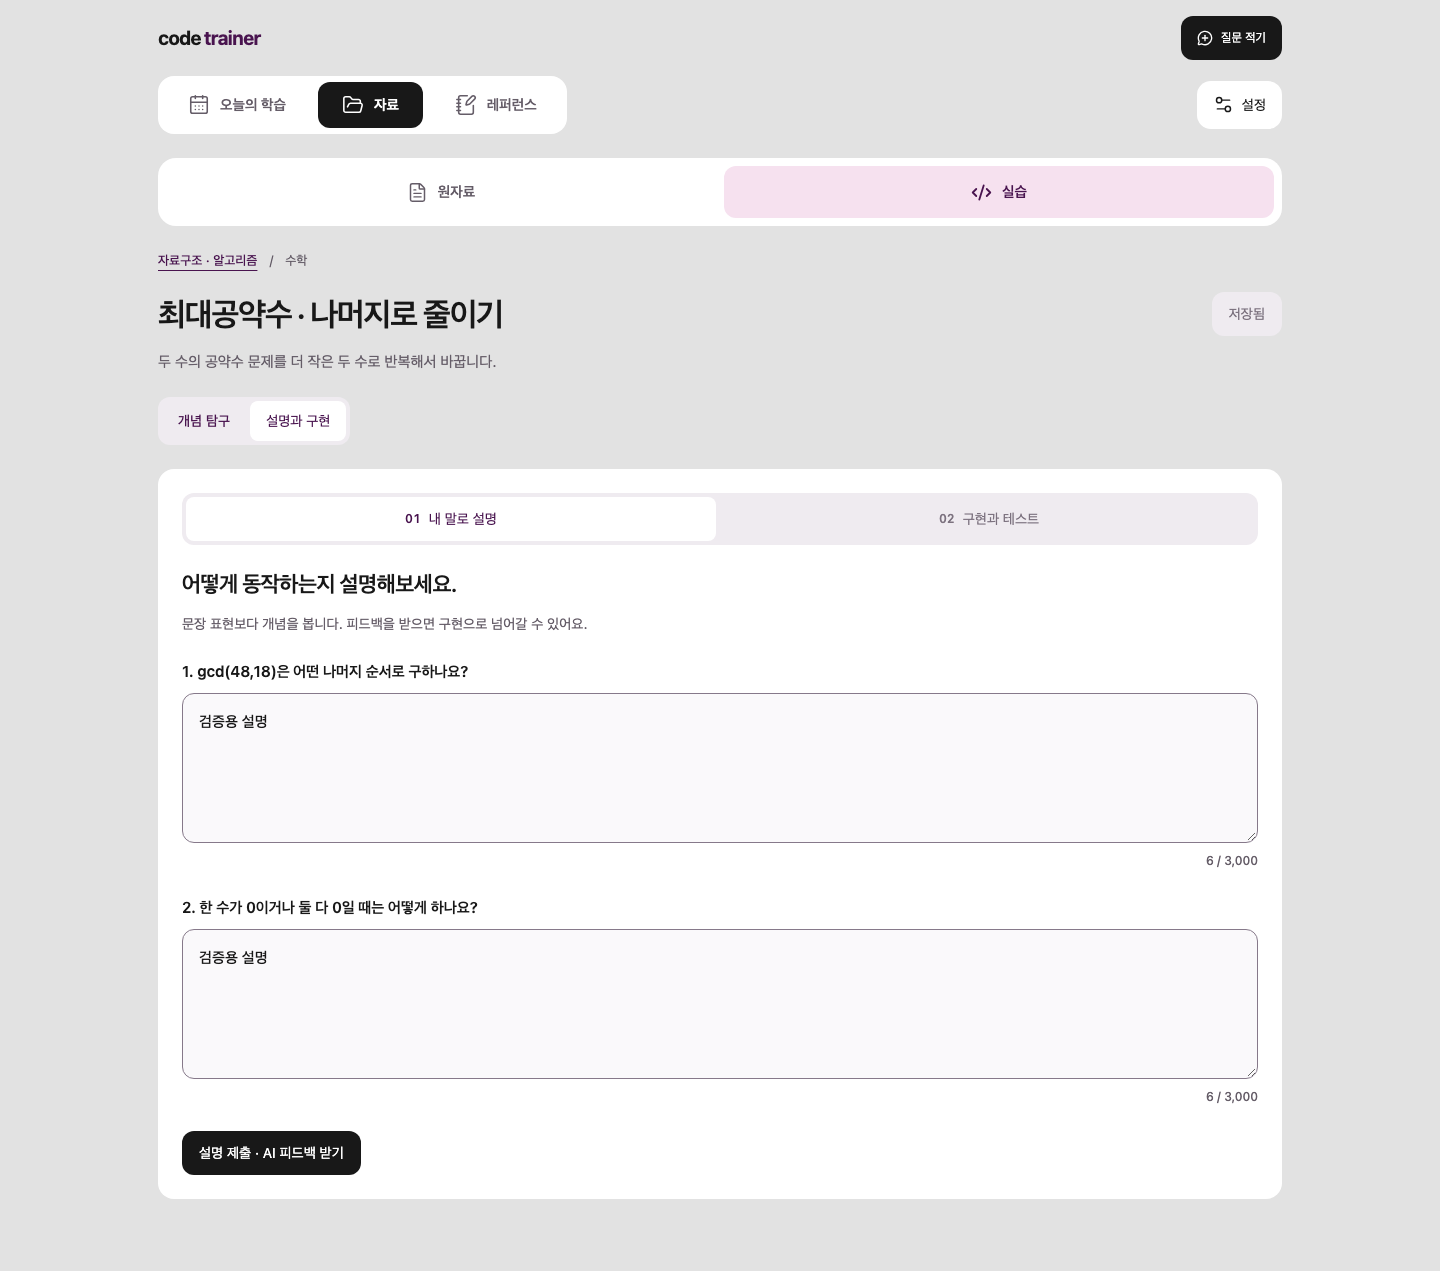 code trainer
질문 적기
오늘의 학습
자료
레퍼런스
설정
원자료
실습
자료구조 · 알고리즘 / 수학
최대공약수 · 나머지로 줄이기
저장됨
두 수의 공약수 문제를 더 작은 두 수로 반복해서 바꿉니다.
개념 탐구
설명과 구현
01 내 말로 설명
02 구현과 테스트
어떻게 동작하는지 설명해보세요.
문장 표현보다 개념을 봅니다. 피드백을 받으면 구현으로 넘어갈 수 있어요.
1. gcd(48,18)은 어떤 나머지 순서로 구하나요?
검증용 설명
6 / 3,000
2. 한 수가 0이거나 둘 다 0일 때는 어떻게 하나요?
검증용 설명
6 / 3,000
설명 제출 · AI 피드백 받기